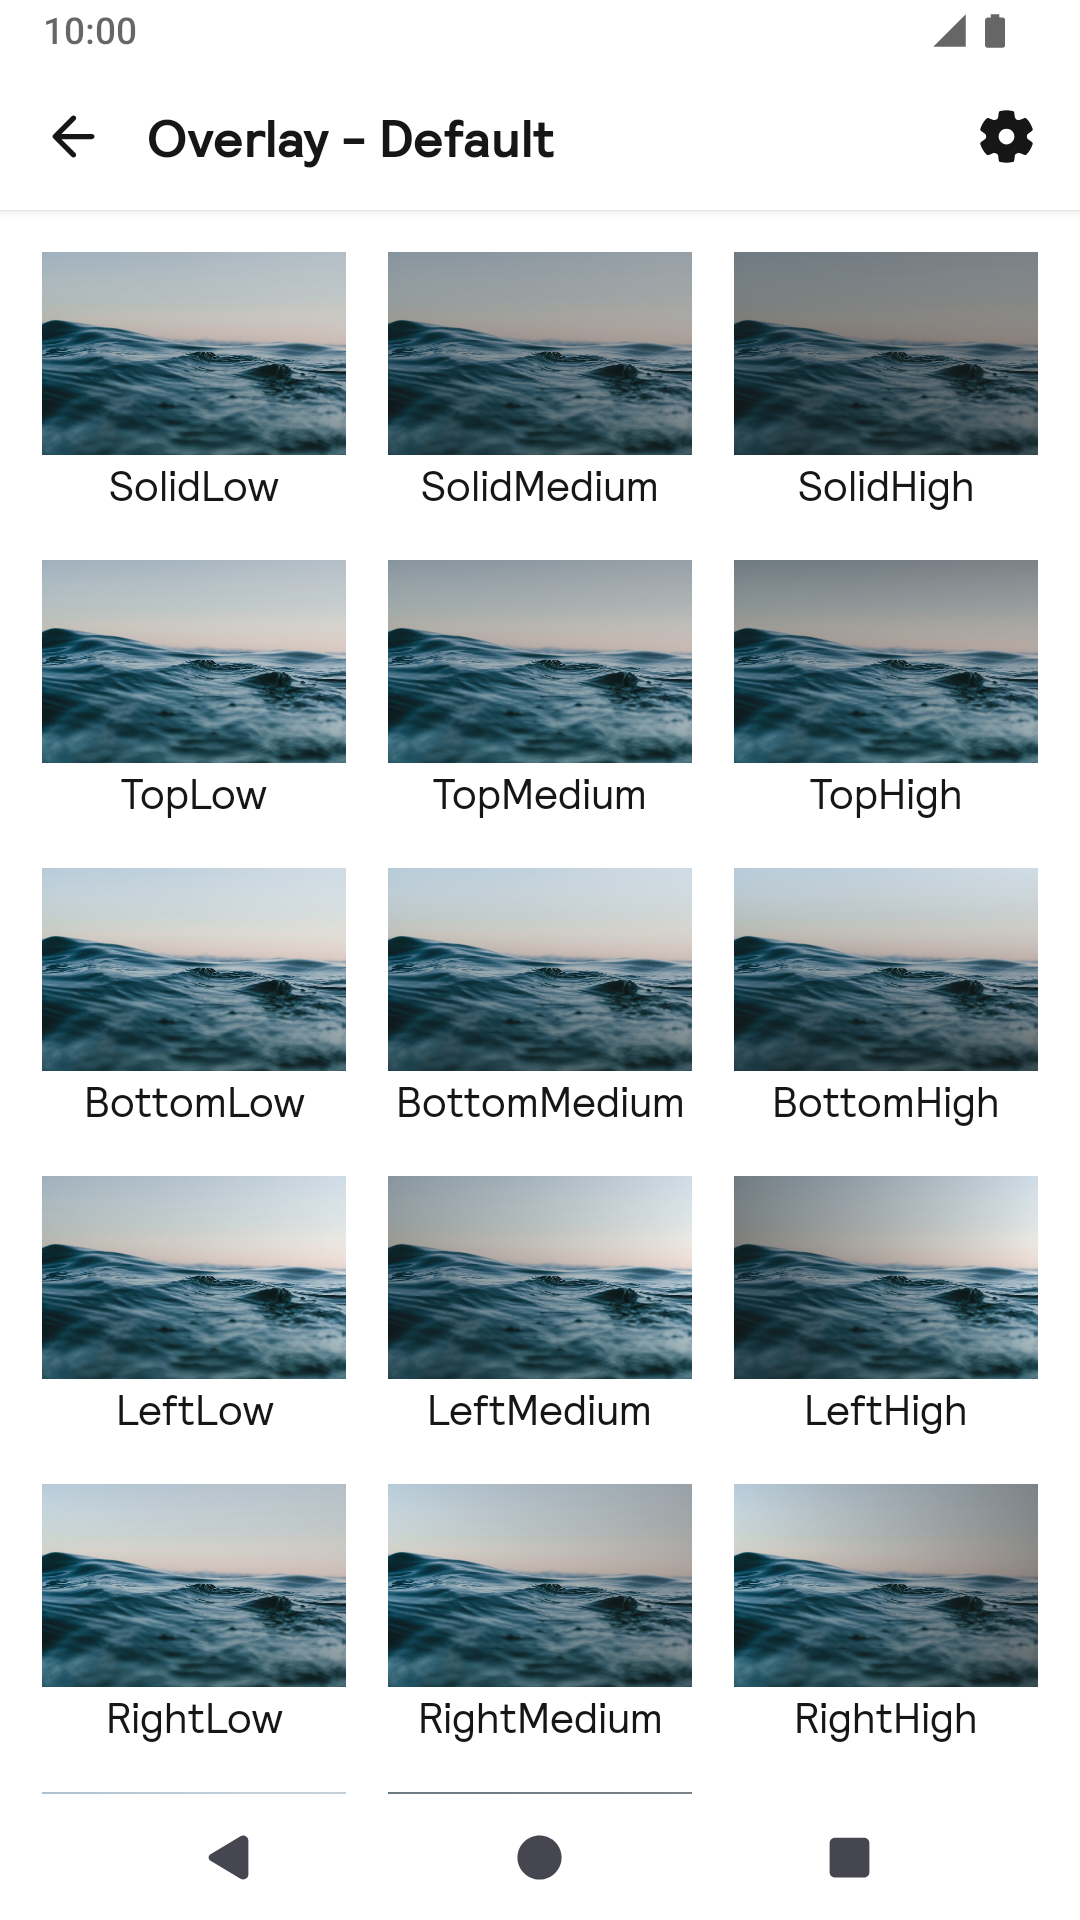 10:00
Overlay - Default
SolidLow
SolidMedium
SolidHigh
TopLow
TopMedium
TopHigh
BottomLow
BottomMedium
BottomHigh
LeftLow
LeftMedium
LeftHigh
RightLow
RightMedium
RightHigh